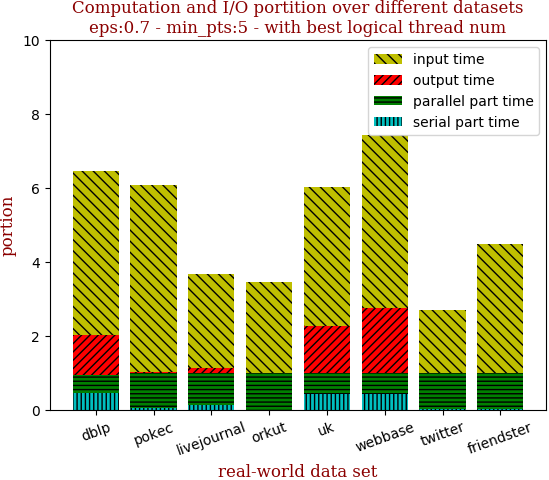 Computation and I/O portition over different datasets
eps:0.7 - min_pts:5 - with best logical thread num
input time
output time
parallel part time
serial part time
portion
10
8
6
4
2
0
dblp
pokec
livejournal
orkut
uk
webbase
twitter
friendster
real-world data set